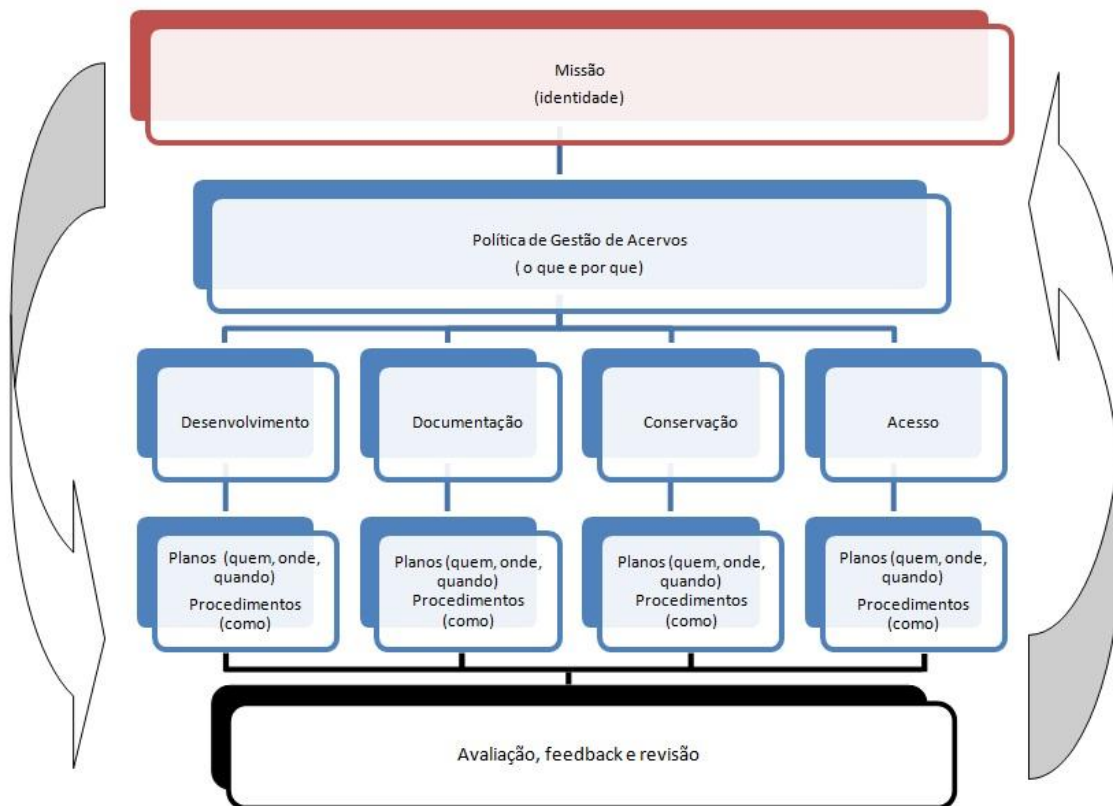 Missão
(identidade)
Política de Gestão de Acervos
( o que e por que)
Desenvolvimento
Documentação
Conservação
Acesso
Planos (quem, onde,
quando)
Procedimentos
(como)
Planos (quem, onde,
quando)
Procedimentos
(como)
Planos (quem, onde,
quando)
Procedimentos
(como)
Planos (quem, onde,
quando)
Procedimentos
(como)
Avaliação, feedback e revisão